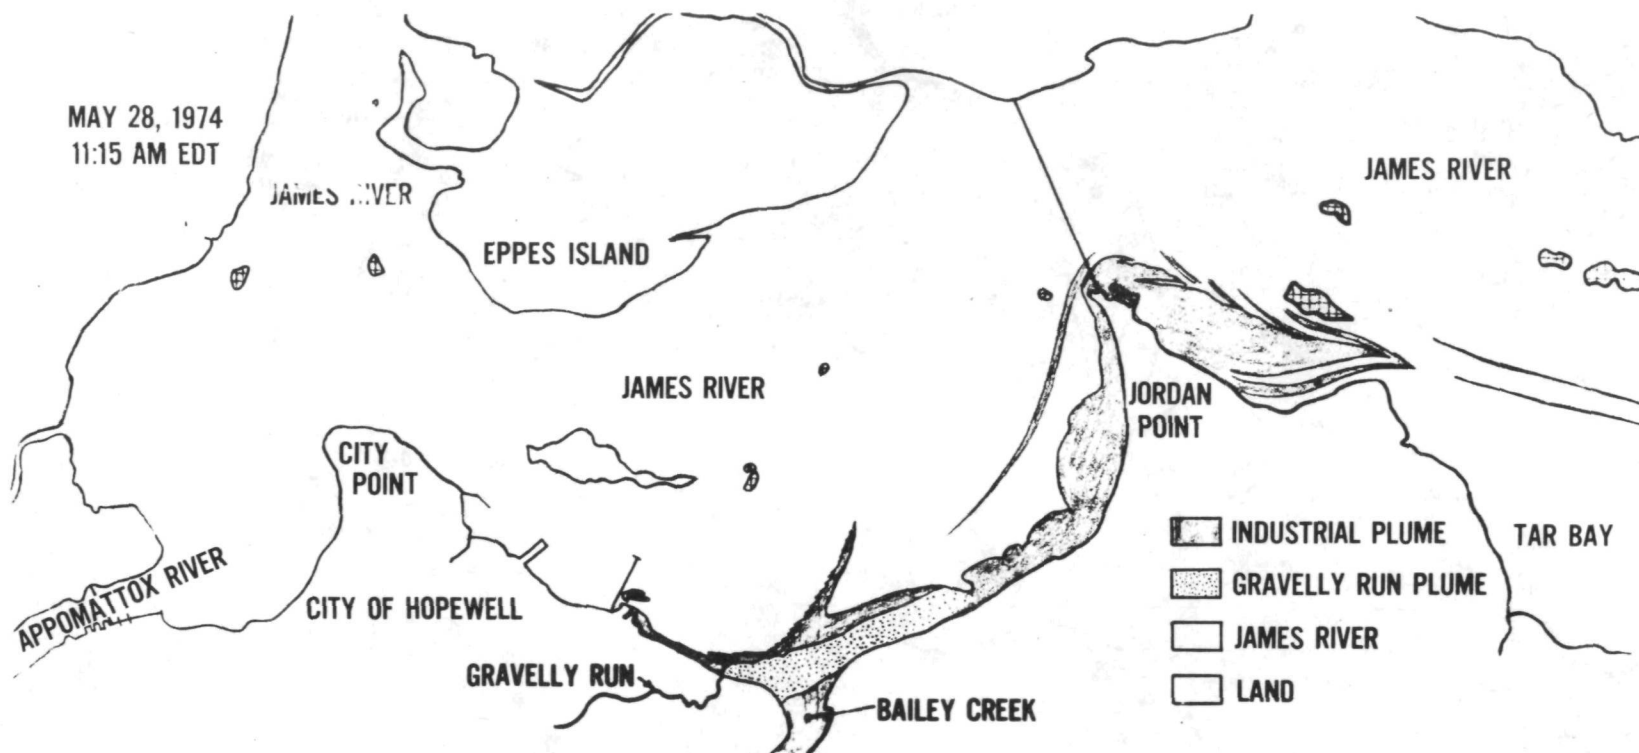 MAY 28, 1974
11:15 AM EDT
JAMES RIVER
JAMES RIVER
EPPES ISLAND
JAMES RIVER
JORDAN
POINT
CITY
POINT
INDUSTRIAL PLUME
TAR BAY
APPOMATTOX RIVER
GRAVELLY RUN PLUME
CITY OF HOPEWELL
JAMES RIVER
GRAVELLY RUN
LAND
BAILEY CREEK